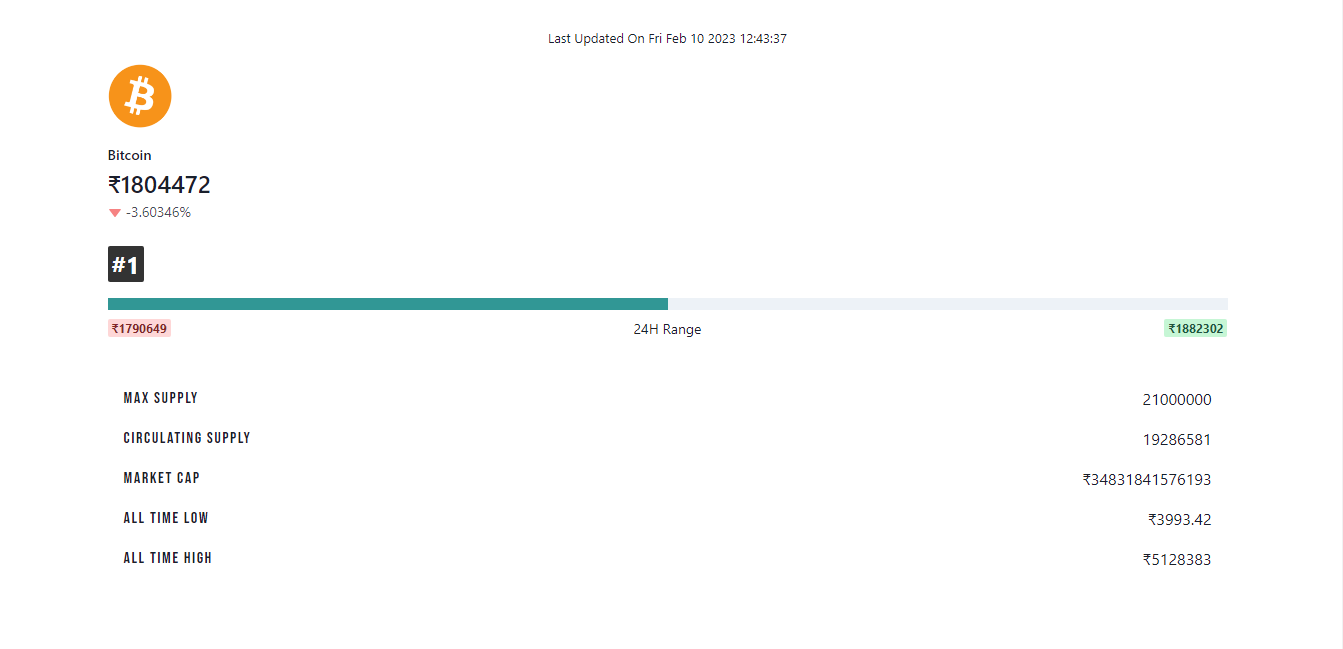 Last Updated On Fri Feb 10 2023 12:43:37
Bitcoin
₹1804472
-3.60346%
#1
₹1790649 24H Range ₹1882302
MAX SUPPLY 21000000
CIRCULATING SUPPLY 19286581
MARKET CAP ₹34831841576193
ALL TIME LOW ₹3993.42
ALL TIME HIGH ₹5128383